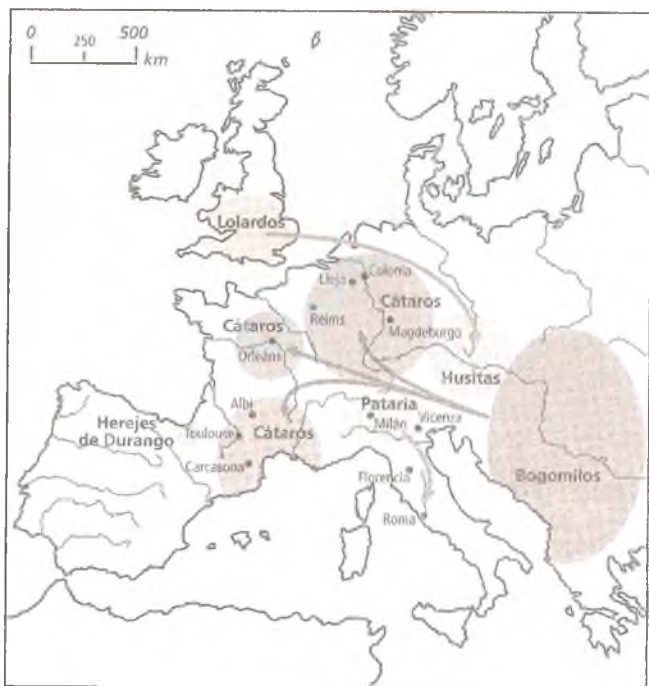 0 500
250
km
β
Lolardos
Colonia
Lieja
Cátaros
Reims
Magdeburgo
Cátaros
Orleáns
Husitas
Albi
Pataria
Herejes
de Durango
Milán
Vicenza
Toulouse
Cátaros
Carcasona
Florencia
Bogomilos
Roma